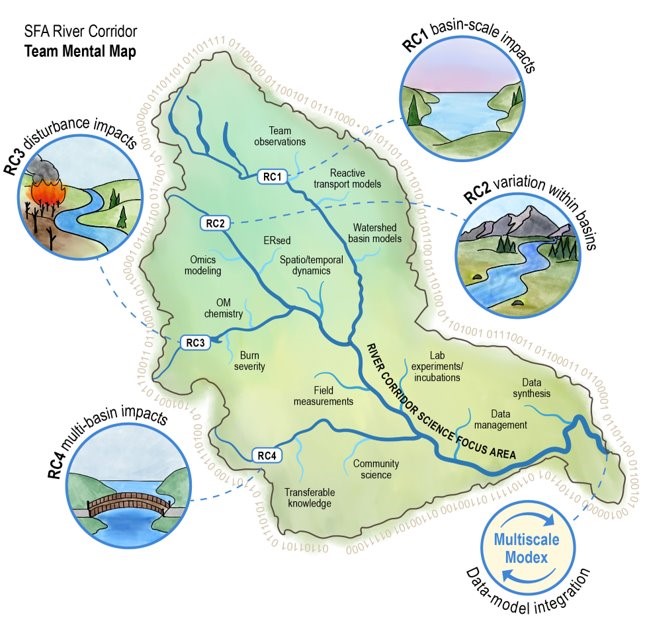 SFA River Corridor
Team Mental Map
RC1 basin-scale impacts
RC3 disturbance impacts
RC2 variation within basins
Team
observations
RC1
Reactive
transport models
RC2
Watershed
basin models
ERsed
Omics
modeling
Spatio/temporal
dynamics
OM
chemistry
RC3
Burn
severity
RIVER CORRIDOR SCIENCE FOCUS AREA
Lab
experiments/
incubations
Field
measurements
Data
synthesis
Data
management
RC4 multi-basin impacts
RC4
Community
science
Transferable
knowledge
Multiscale
Modex
Data-model integration